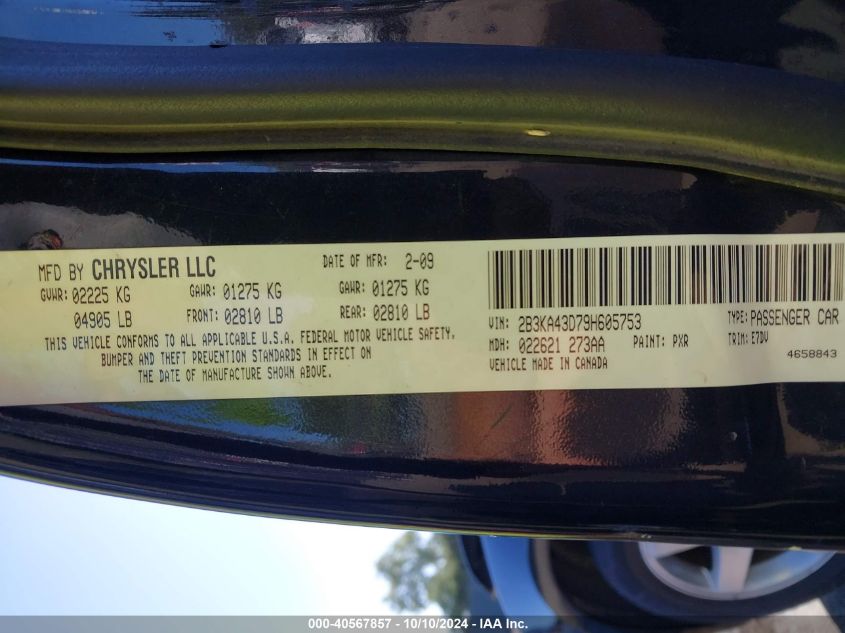 MFD BY CHRYSLER LLC
DATE OF MFR: 2-09
GVWR: 02225 KG
GAWR: 01275 KG
GAWR: 01275 KG
04905 LB
FRONT: 02810 LB
REAR: 02810 LB
THIS VEHICLE CONFORMS TO ALL APPLICABLE U.S.A. FEDERAL MOTOR VEHICLE SAFETY,
BUMPER AND THEFT PREVENTION STANDARDS IN EFFECT ON
THE DATE OF MANUFACTURE SHOWN ABOVE.
VIN: 2B3KA43D79H605753
TYPE: PASSENGER CAR
MDH: 022621 273AA
PAINT: PXR
TRIM: E7DV
VEHICLE MADE IN CANADA
4658843
000-40567857 - 10/10/2024 - IAA Inc.